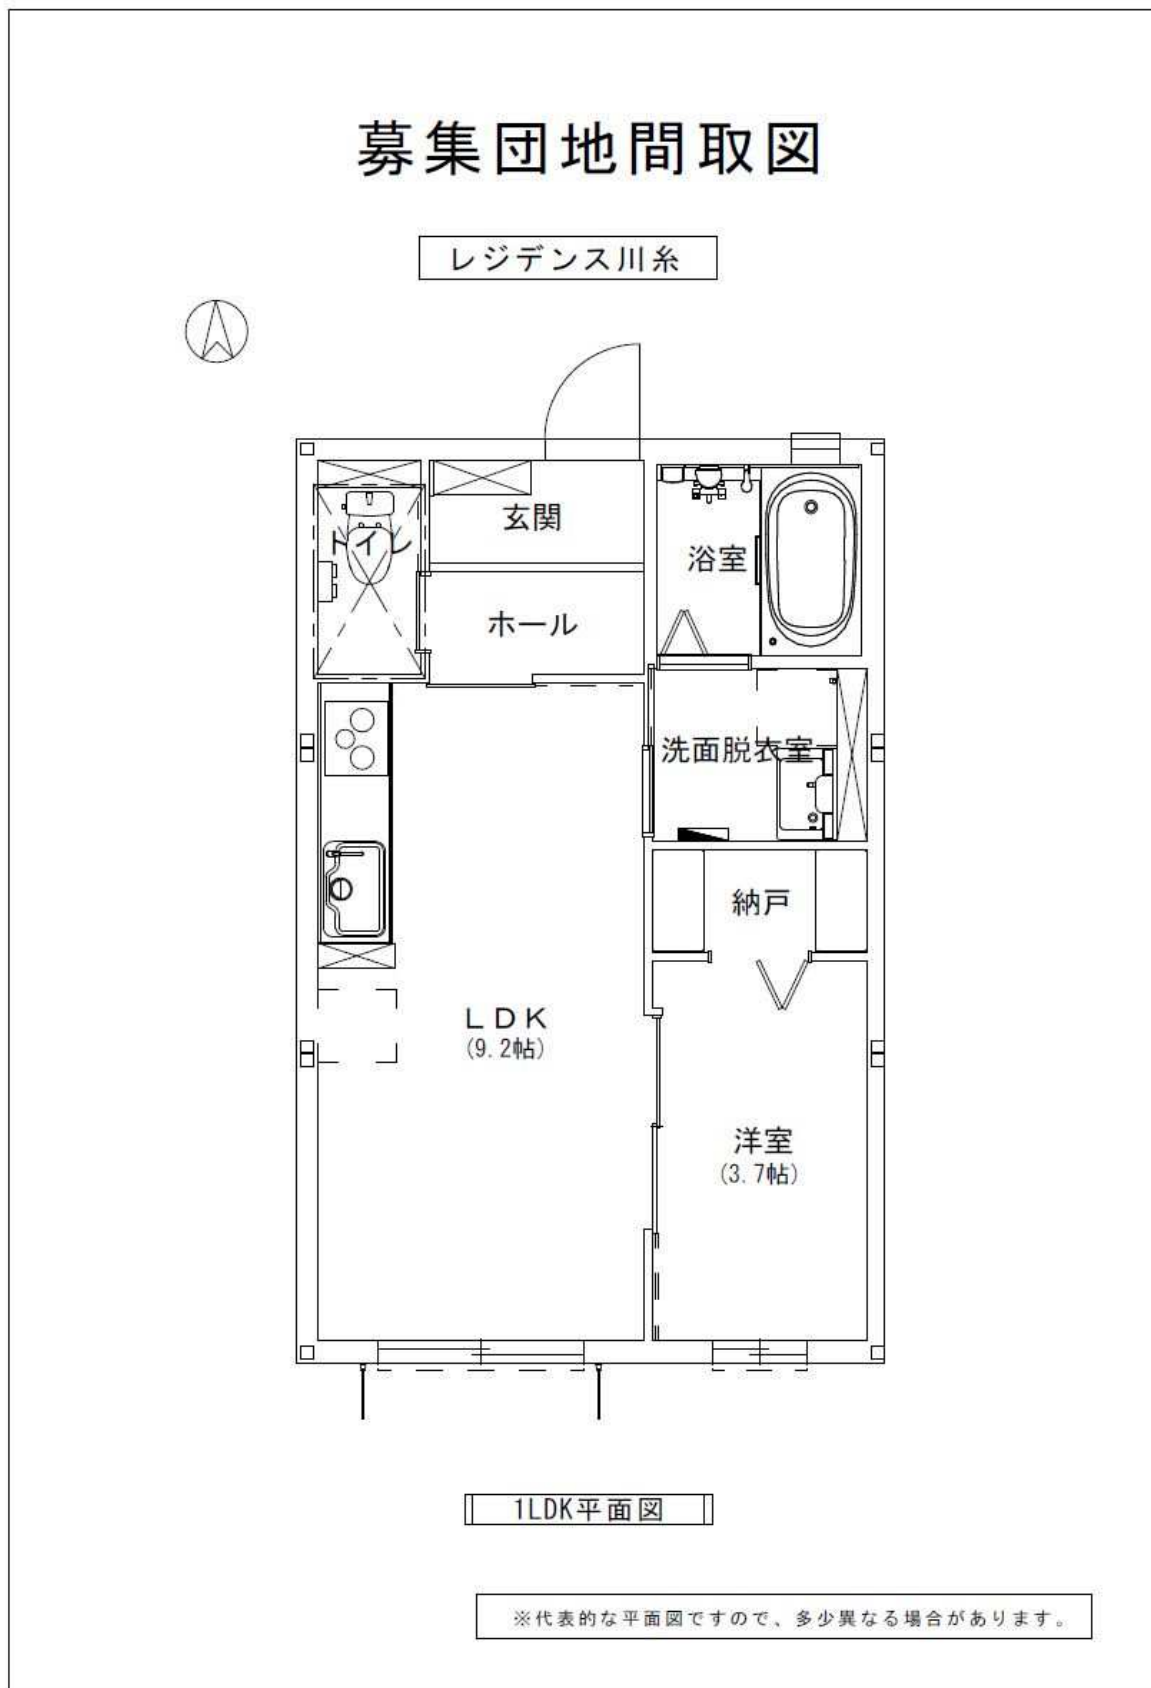 募集団地間取図
レジデンス川糸
玄関
トイレ
浴室
ホール
洗面脱衣室
納戸
ＬＤＫ
(9.2帖)
洋室
(3.7帖)
1LDK平面図
※代表的な平面図ですので、多少異なる場合があります。